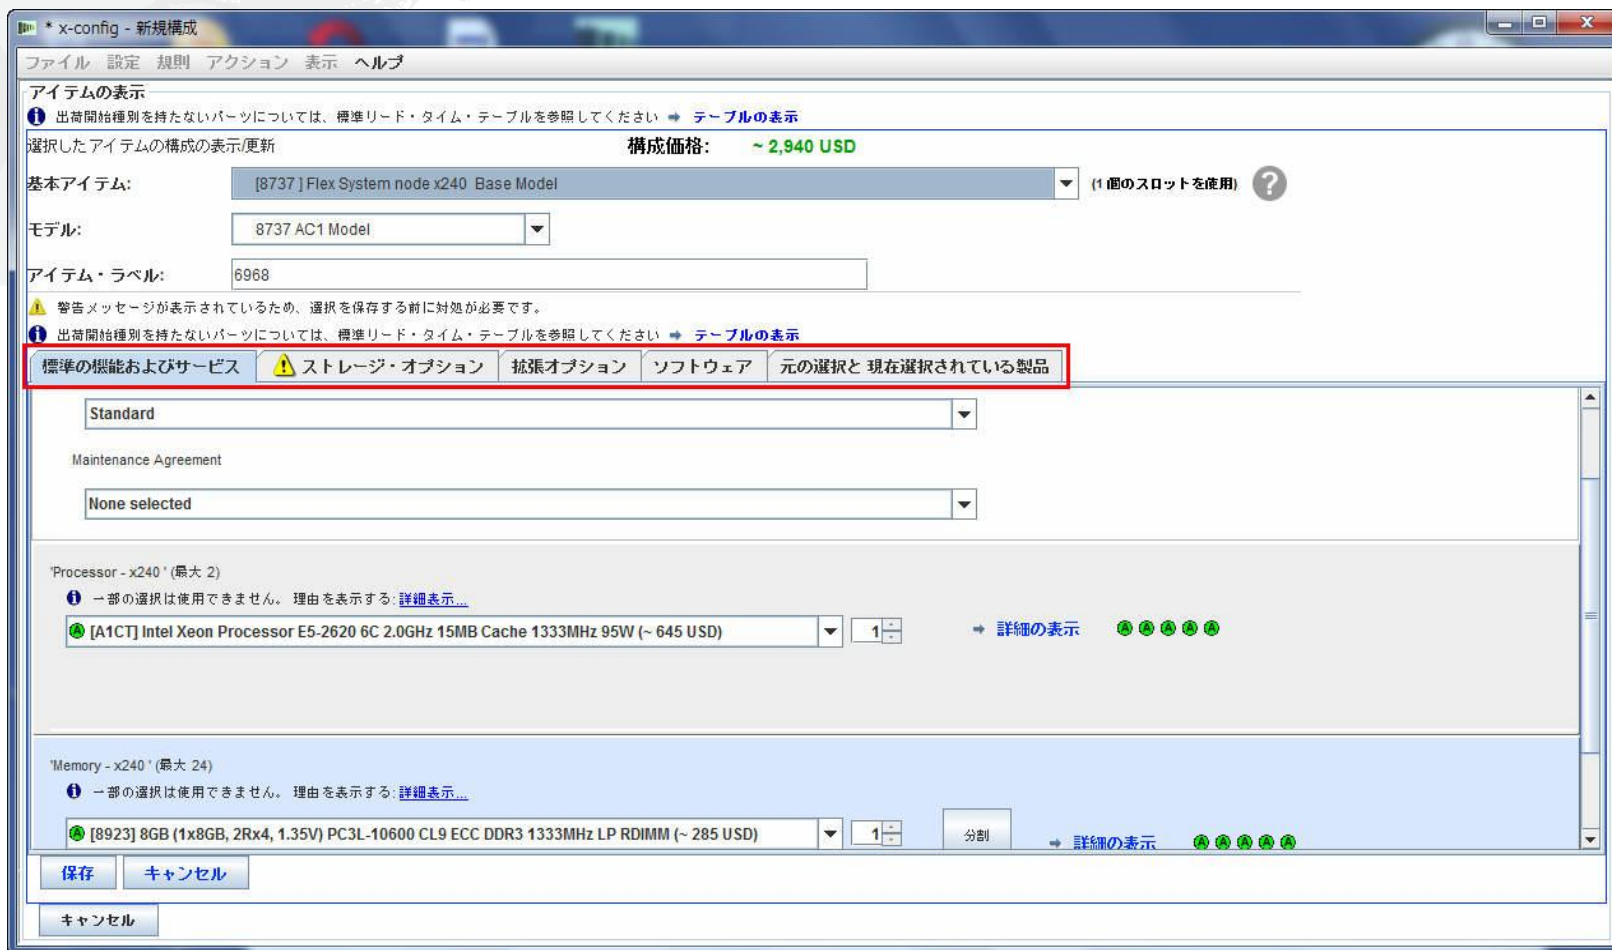 * x-config - 新規構成
ファイル 設定 規則 アクション 表示 ヘルプ
アイテムの表示
出荷開始種別を持たないパーツについては、標準リード・タイム・テーブルを参照してください ➡ テーブルの表示
選択したアイテムの構成の表示/更新 構成価格: ~ 2,940 USD
基本アイテム: [8737 ] Flex System node x240 Base Model (1 個のスロットを使用) ?
モデル: 8737 AC1 Model
アイテム・ラベル: 6968
警告メッセージが表示されているため、選択を保存する前に対処が必要です。
出荷開始種別を持たないパーツについては、標準リード・タイム・テーブルを参照してください ➡ テーブルの表示
標準の機能およびサービス ストレージ・オプション 拡張オプション ソフトウェア 元の選択と 現在選択されている製品
Standard
Maintenance Agreement
None selected
'Processor - x240 ' (最大 2)
一部の選択は使用できません。 理由を表示する: 詳細表示...
Ⓐ [A1CT] Intel Xeon Processor E5-2620 6C 2.0GHz 15MB Cache 1333MHz 95W (~ 645 USD) 1 ➡ 詳細の表示 Ⓐ Ⓐ Ⓐ Ⓐ Ⓐ
'Memory - x240 ' (最大 24)
一部の選択は使用できません。 理由を表示する: 詳細表示...
Ⓐ [8923] 8GB (1x8GB, 2Rx4, 1.35V) PC3L-10600 CL9 ECC DDR3 1333MHz LP RDIMM (~ 285 USD) 1 分割 ➡ 詳細の表示 Ⓐ Ⓐ Ⓐ Ⓐ Ⓐ
保存 キャンセル
キャンセル